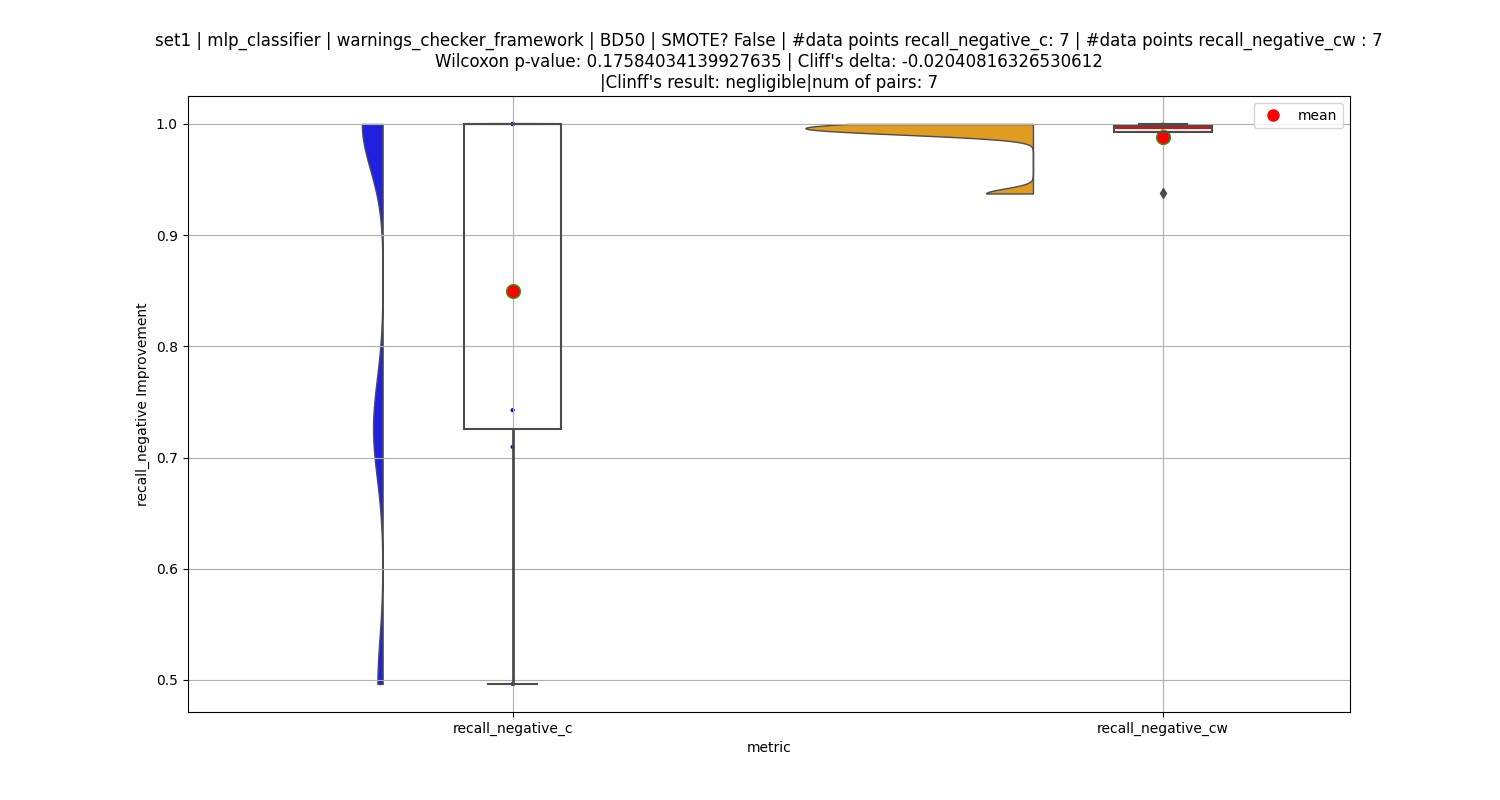 set1 | mlp_classifier | warnings_checker_framework | BD50 | SMOTE? False | #data points recall_negative_c: 7 | #data points recall_negative_cw : 7
Wilcoxon p-value: 0.17584034139927635 | Cliff's delta: -0.02040816326530612
|Clinff's result: negligible|num of pairs: 7
mean
1.0
0.9
0.8
0.7
0.6
0.5
recall_negative Improvement
recall_negative_c
recall_negative_cw
metric